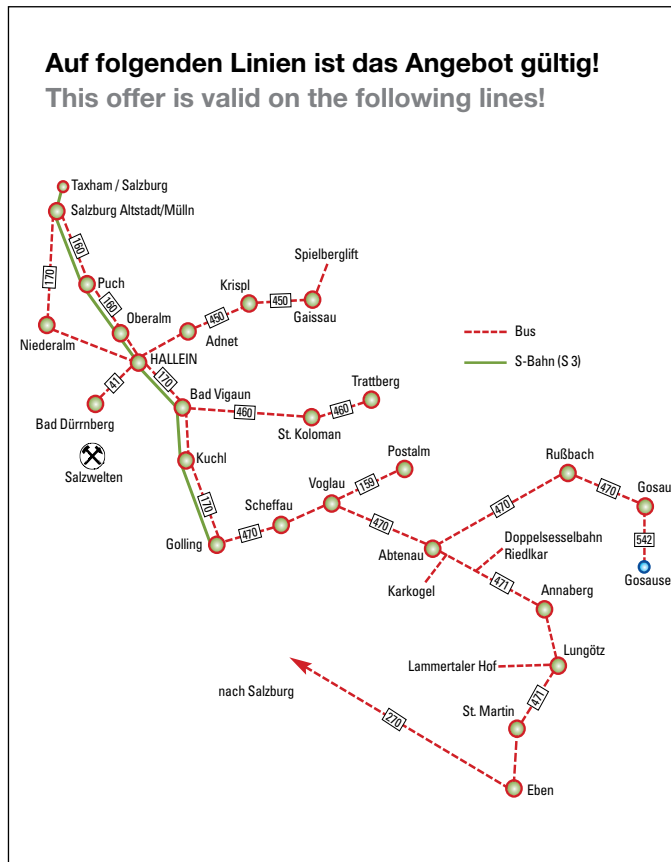 Auf folgenden Linien ist das Angebot gültig!
This offer is valid on the following lines!
Taxham / Salzburg
Salzburg Altstadt/Mülln
160
170
Puch
160
Oberalm
Niederalm
Spielberglift
Krispl
450
Gaissau
450
Adnet
HALLEIN
41
170
Bad Dürrnberg
Salzwelten
Bad Vigaun
460
Trattberg
460
St. Koloman
Bus
S-Bahn (S 3)
Kuchl
170
Golling
470
Scheffau
Voglau
159
Postalm
470
Abtenau
Karkogel
470
Rußbach
470
Gosau
542
Gosause
Doppelsesselbahn
Riedlkar
471
Annaberg
Lungötz
Lammertaler Hof
471
St. Martin
nach Salzburg
270
Eben